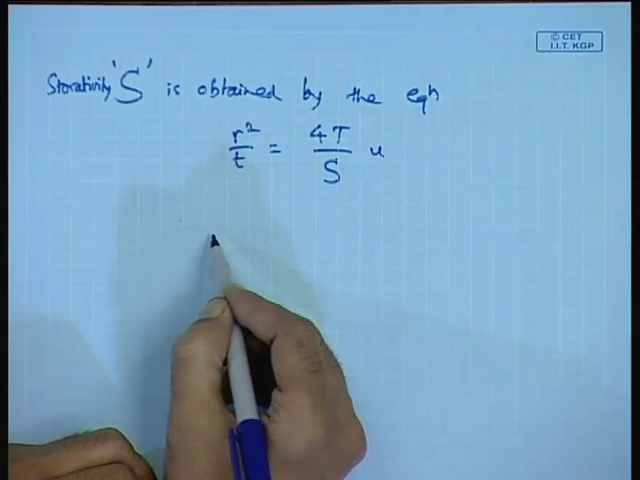 © CET
I.I.T. KGP
Storativity 'S' is obtained by the eqn
r²/t = 4T/S u